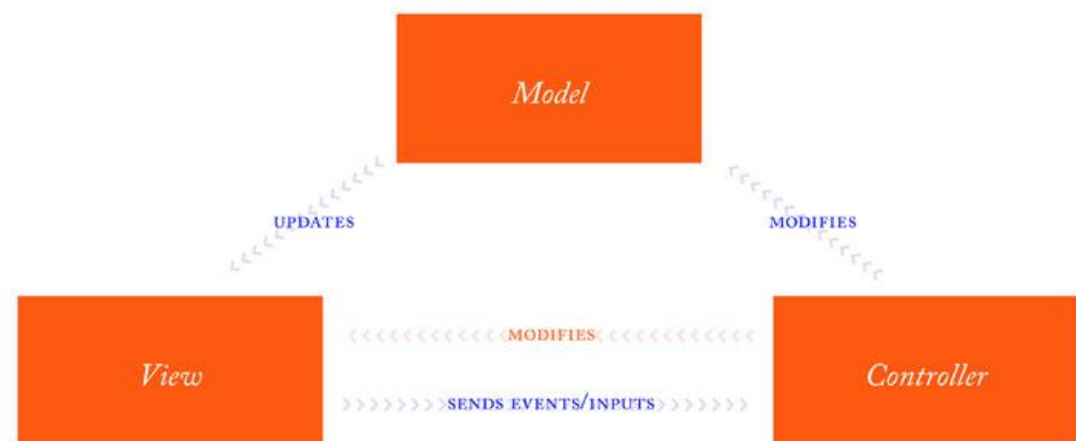 Model
UPDATES
MODIFIES
MODIFIES
View
Controller
SENDS EVENTS/INPUTS